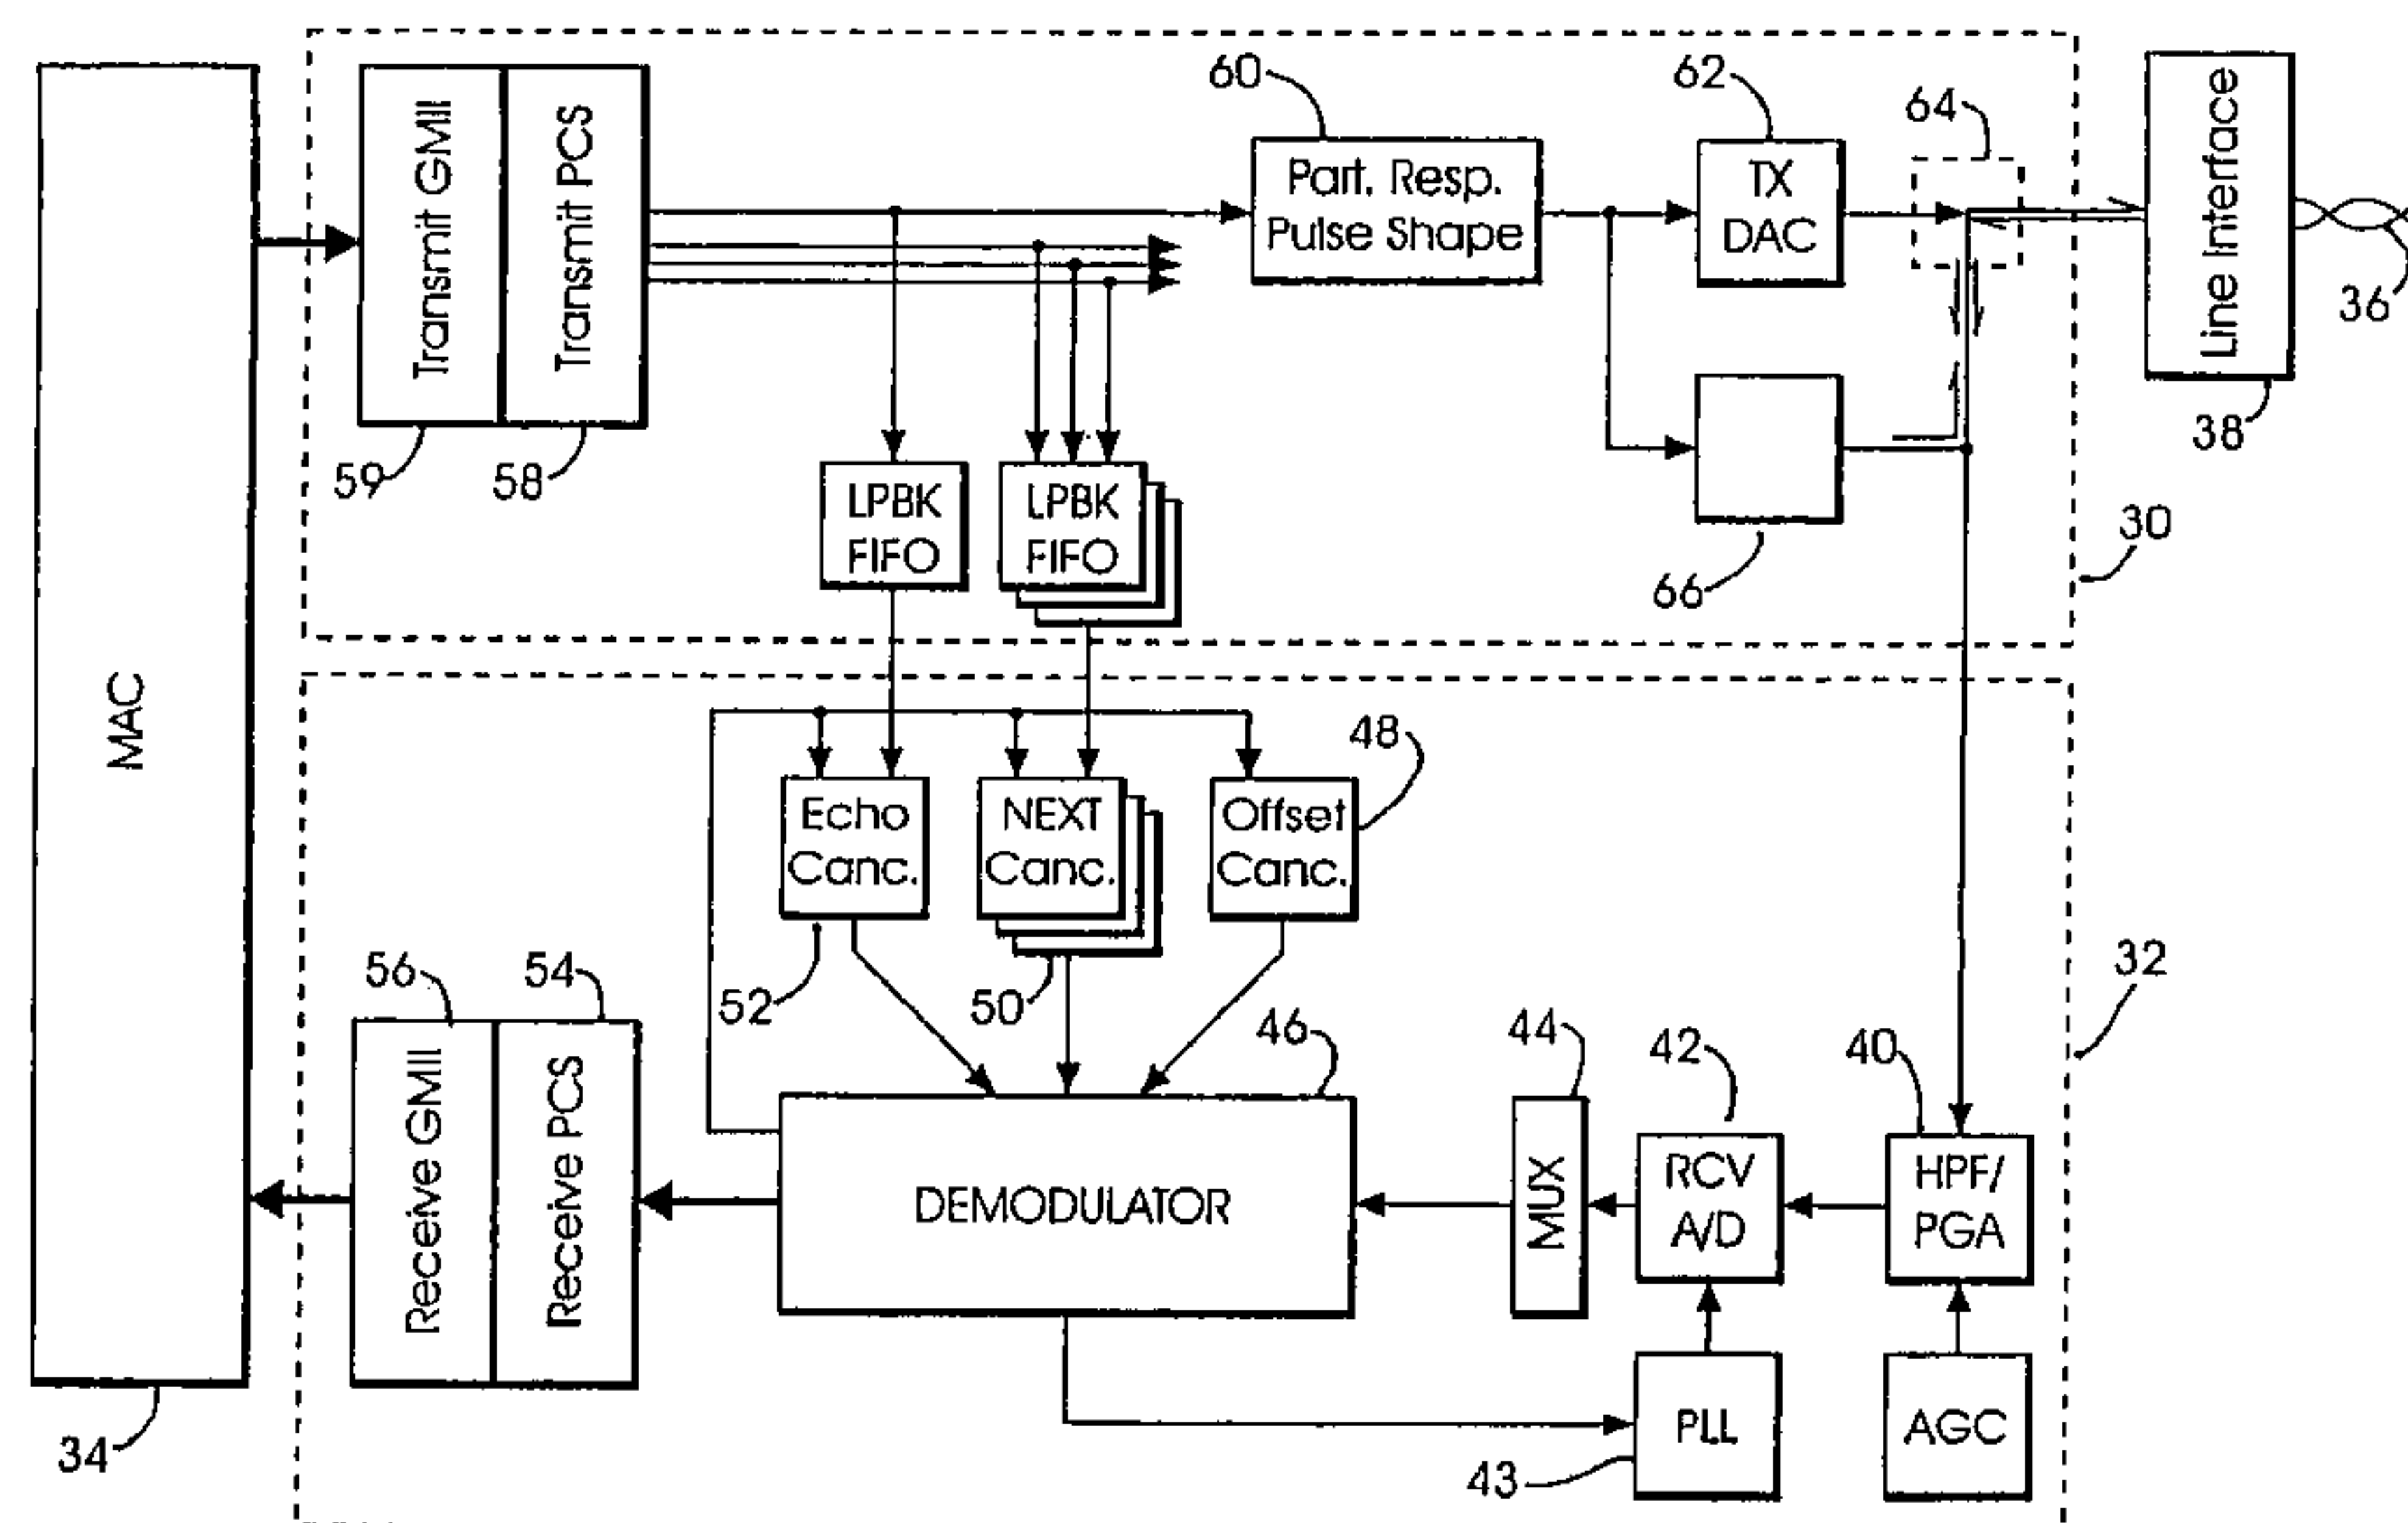 60
62
64
MAC
Transmit GMII
Transmit PCS
Part. Resp.
Pulse Shape
TX
DAC
Line Interface
36
59
58
38
LPBK
FIFO
LPBK
FIFO
66
30
48
Echo
Canc.
NEXT
Canc.
Offset
Canc.
32
56
54
52
50
46
44
42
40
Receive GMII
Receive PCS
DEMODULATOR
MUX
RCV
A/D
HPF/
PGA
PLL
AGC
34
43